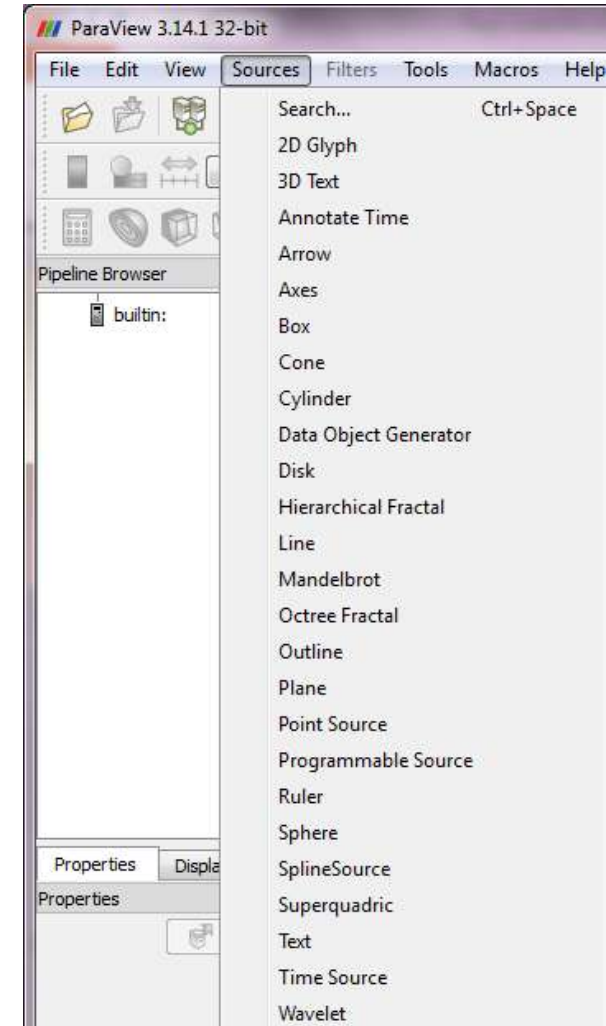 ParaView 3.14.1 32-bit
File Edit View Sources Filters Tools Macros Help
Search... Ctrl+Space
2D Glyph
3D Text
Annotate Time
Arrow
Axes
Box
Cone
Cylinder
Data Object Generator
Disk
Hierarchical Fractal
Line
Mandelbrot
Octree Fractal
Outline
Plane
Point Source
Programmable Source
Ruler
Sphere
SplineSource
Superquadric
Text
Time Source
Wavelet
Pipeline Browser
builtin:
Properties Displa
Properties